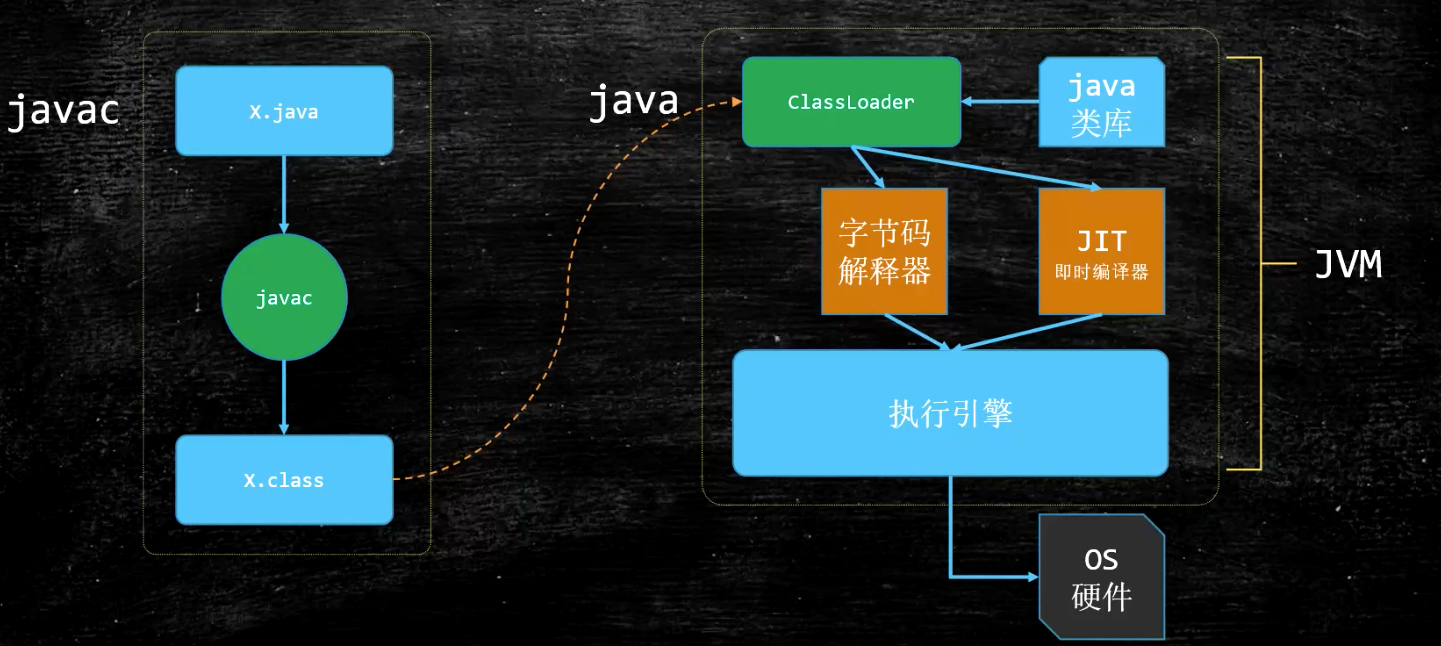 javac
X.java
javac
X.class
java
ClassLoader
java
类库
字节码
解释器
JIT
即时编译器
执行引擎
JVM
OS
硬件